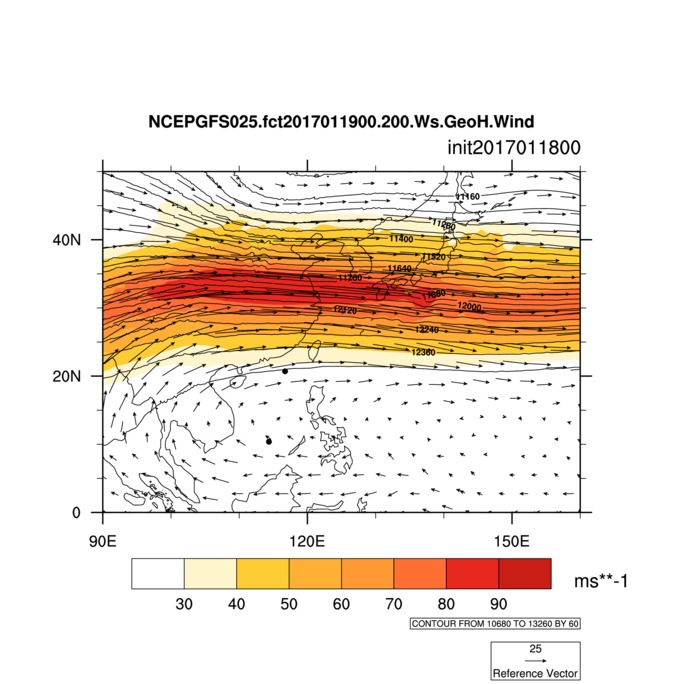 NCEPGFS025.fct2017011900.200.Ws.GeoH.Wind
init2017011800
11160
11280
40N
11400
11520
11640
11760
11880
12000
12120
12240
12360
20N
0
90E 120E 150E
30 40 50 60 70 80 90
ms**-1
CONTOUR FROM 10680 TO 13260 BY 60
25
Reference Vector